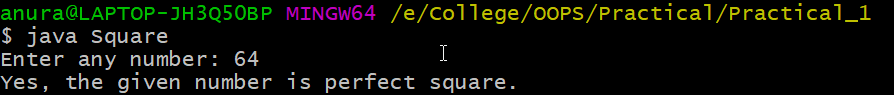 anura@LAPTOP-JH3Q50BP MINGW64 /e/College/OOPS/Practical/Practical_1
$ java Square
Enter any number: 64
Yes, the given number is perfect square.